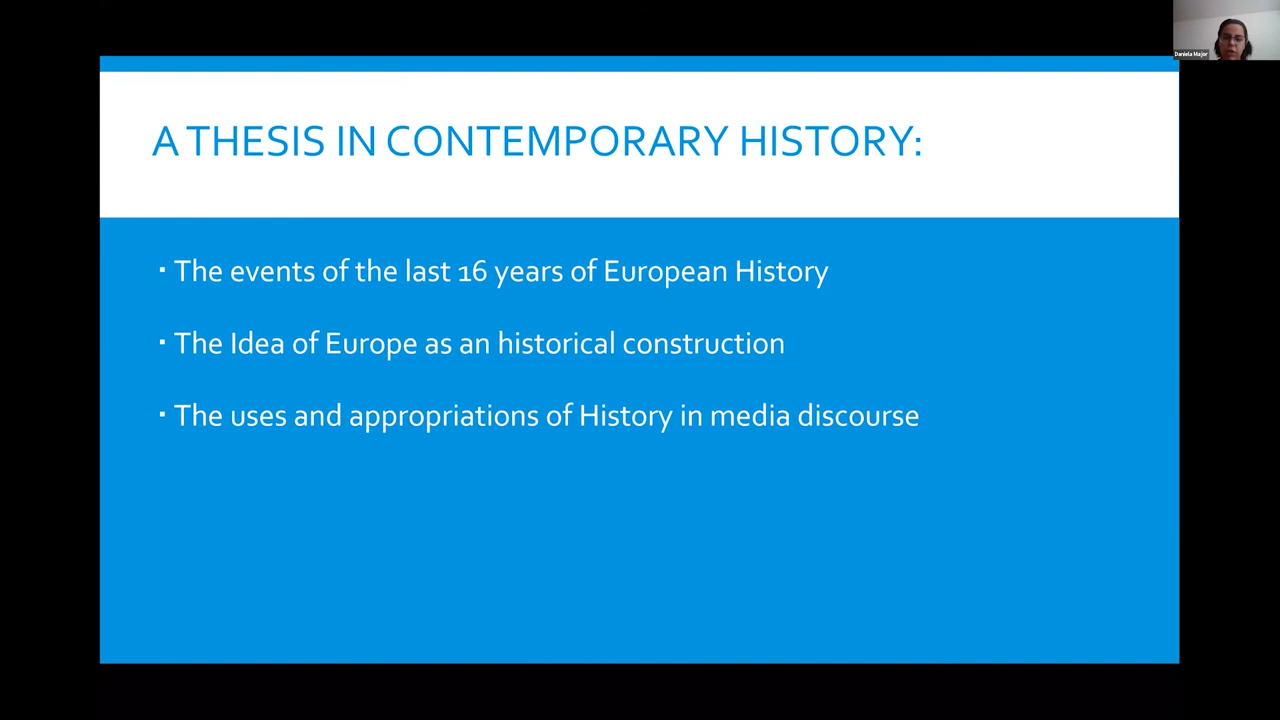 A THESIS IN CONTEMPORARY HISTORY:
▪ The events of the last 16 years of European History
▪ The Idea of Europe as an historical construction
▪ The uses and appropriations of History in media discourse
Daniela Major